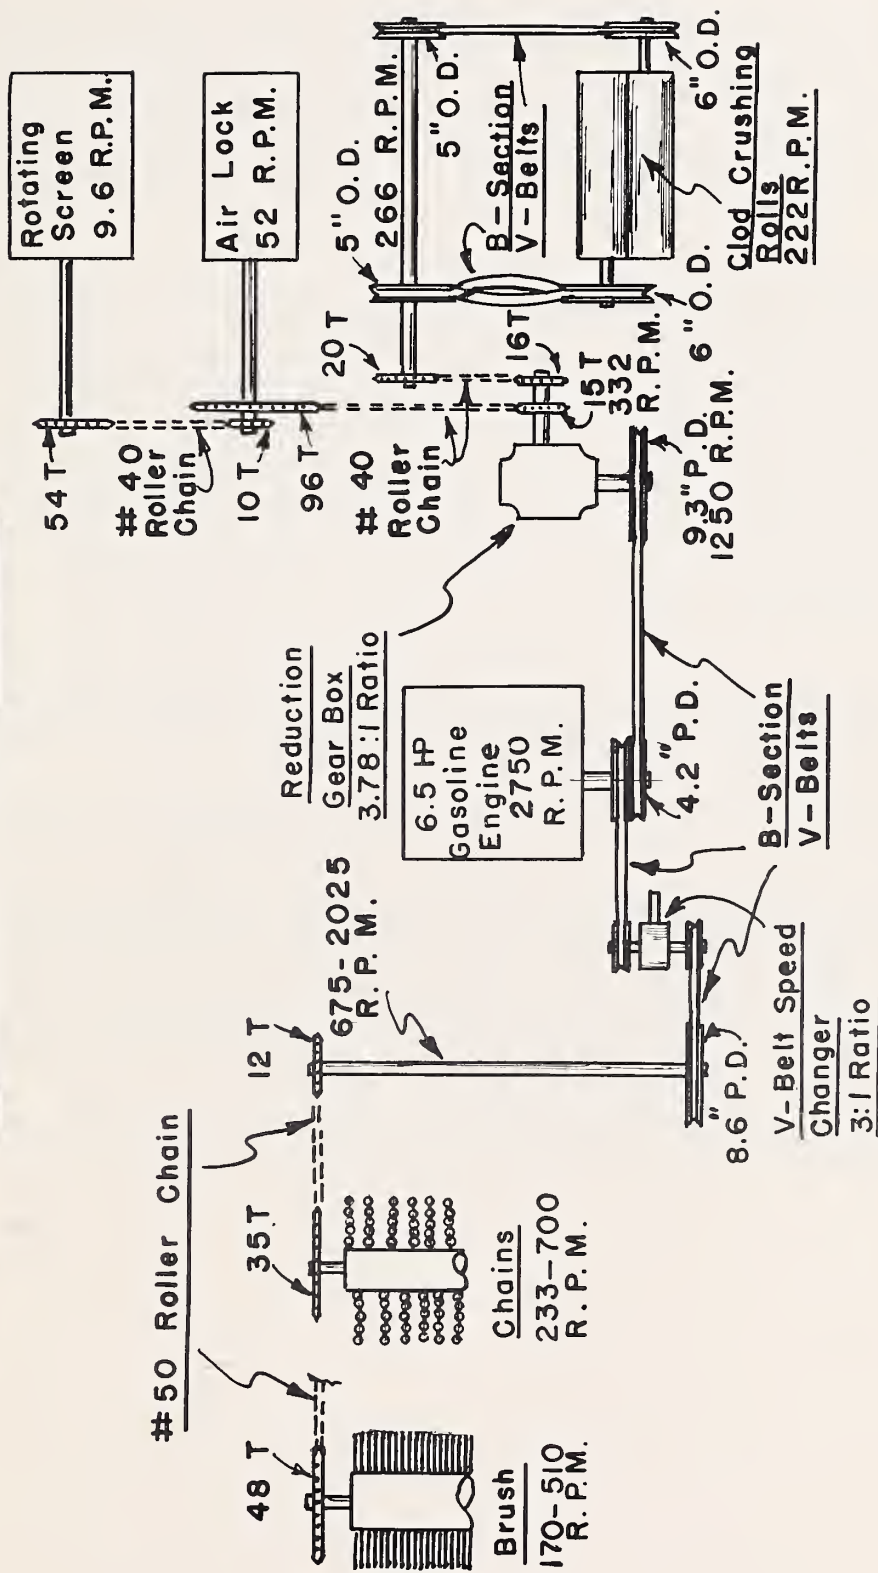 Rotating
Screen
9.6 R.P.M.
Air Lock
52 R.P.M.
54 T
# 40
Roller
Chain
10 T
96T
20 T
5" O.D.
266 R.P.M.
5" O.D.
B-Section
V-Belts
6" O.D.
Clod Crushing
Rolls
222 R.P.M.
6" O.D.
16T
15 T
332
R.P.M.
# 40
Roller
Chain
9.3" P.D.
1250 R.P.M.
Reduction
Gear Box
3.78:1 Ratio
6.5 HP
Gasoline
Engine
2750
R.P.M.
4.2" P.D.
B-Section
V-Belts
675-2025
R.P.M.
12 T
8.6" P.D.
V-Belt Speed
Changer
3:1 Ratio
#50 Roller Chain
35T
Chains
233-700
R.P.M.
48 T
Brush
170-510
R.P.M.